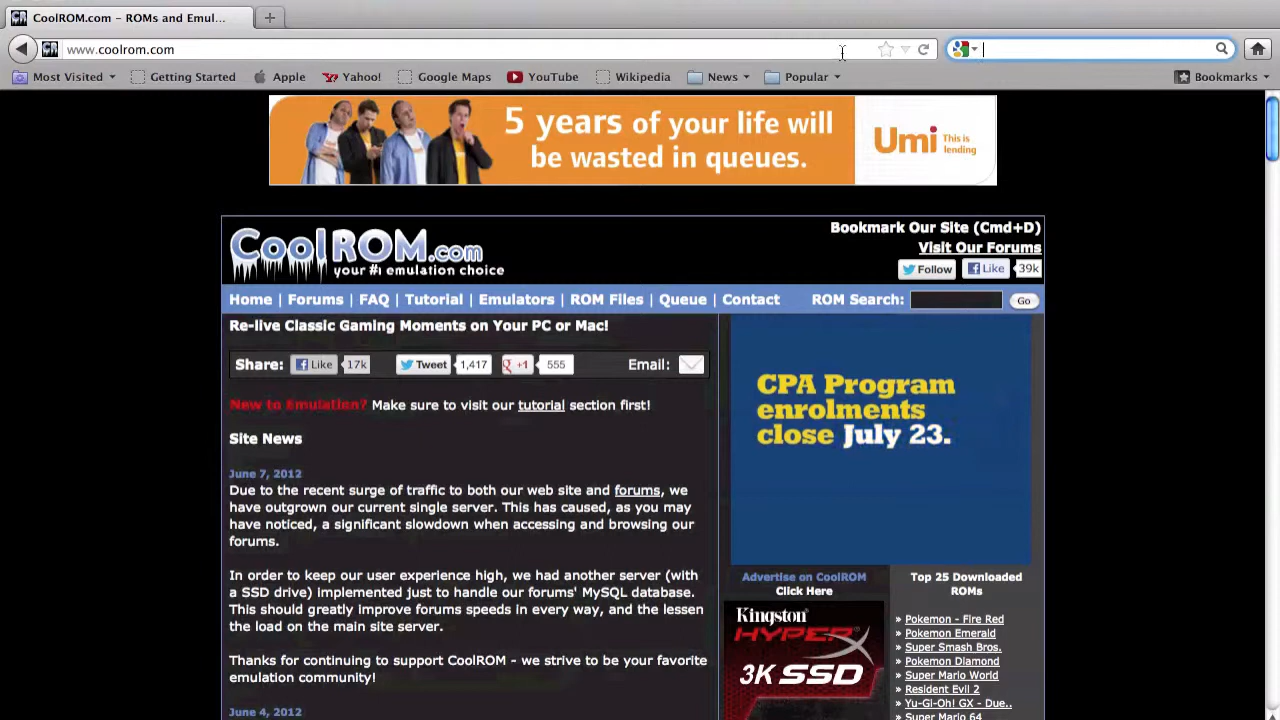 CoolROM.com – ROMs and Emul...
www.coolrom.com
Most Visited
Getting Started
Apple
Yahoo!
Google Maps
YouTube
Wikipedia
News
Popular
Bookmarks
5 years of your life will
be wasted in queues.
Umi This is
lending
CoolROM.com
your #1 emulation choice
Bookmark Our Site (Cmd+D)
Visit Our Forums
Follow
Like 39k
Home | Forums | FAQ | Tutorial | Emulators | ROM Files | Queue | Contact
ROM Search: Go
Re-live Classic Gaming Moments on Your PC or Mac!
Share: Like 17k Tweet 1,417 +1 555 Email:
New to Emulation? Make sure to visit our tutorial section first!
Site News
June 7, 2012
Due to the recent surge of traffic to both our web site and forums, we
have outgrown our current single server. This has caused, as you may
have noticed, a significant slowdown when accessing and browsing our
forums.
In order to keep our user experience high, we had another server (with
a SSD drive) implemented just to handle our forums' MySQL database.
This should greatly improve forums speeds in every way, and the lessen
the load on the main site server.
Thanks for continuing to support CoolROM - we strive to be your favorite
emulation community!
June 4, 2012
CPA Program
enrolments
close July 23.
Advertise on CoolROM
Click Here
Kingston
HYPERX
3K SSD
Top 25 Downloaded
ROMs
» Pokemon - Fire Red
» Pokemon Emerald
» Super Smash Bros.
» Pokemon Diamond
» Super Mario World
» Resident Evil 2
» Yu-Gi-Oh! GX - Due..
» Super Mario 64